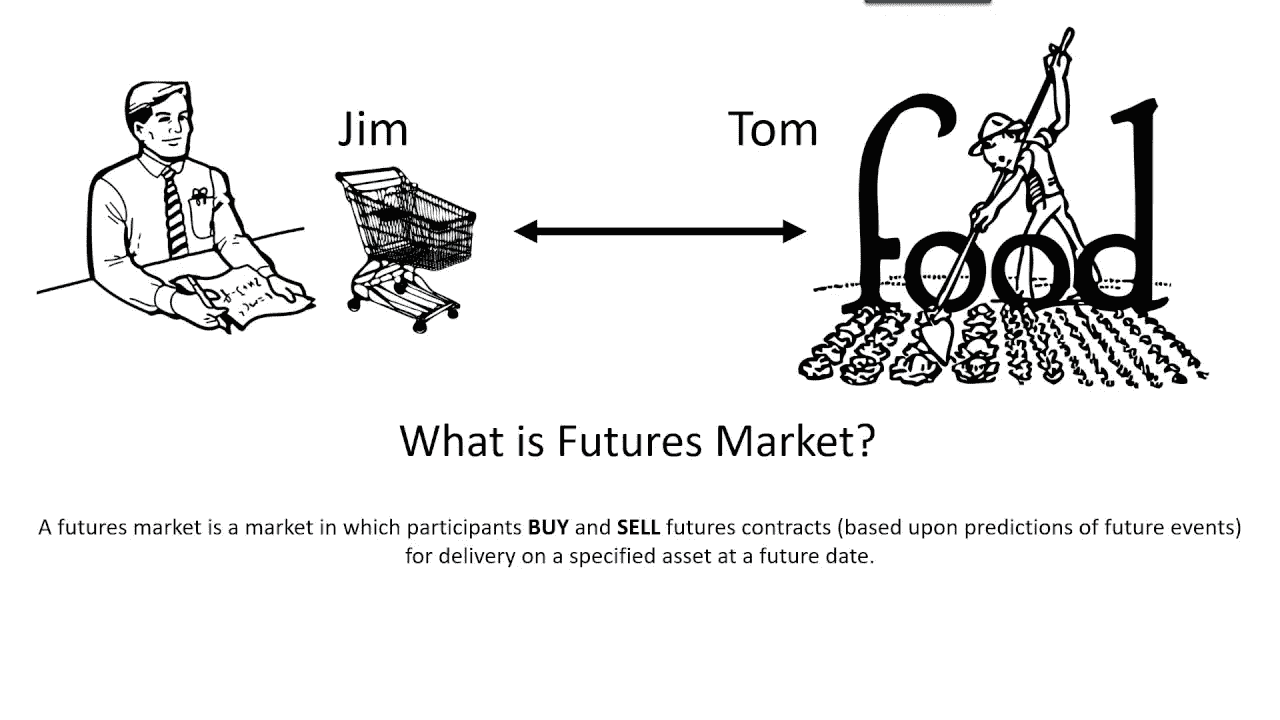 Jim
Tom
food
What is Futures Market?
A futures market is a market in which participants BUY and SELL futures contracts (based upon predictions of future events)
for delivery on a specified asset at a future date.